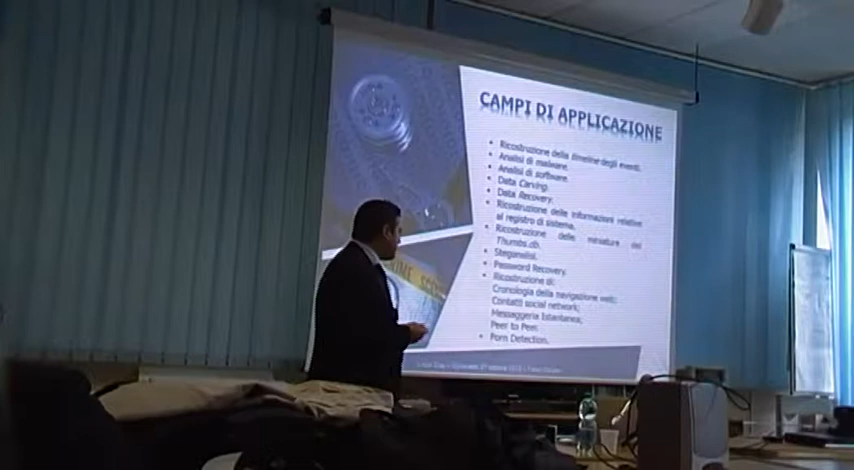 CAMPI DI APPLICAZIONE
• Ricostruzione della timeline degli eventi.
• Analisi di malware.
• Analisi di software.
• Data Carving.
• Data Recovery.
• Ricostruzione delle informazioni relative
al registro di sistema.
• Ricostruzione delle miniature dei
Thumbs.db.
• Steganalisi.
• Password Recovery.
• Ricostruzione di:
Cronologia della navigazione web;
Contatti social network;
Messaggeria Istantanea;
Peer to Peer.
• Porn Detection.